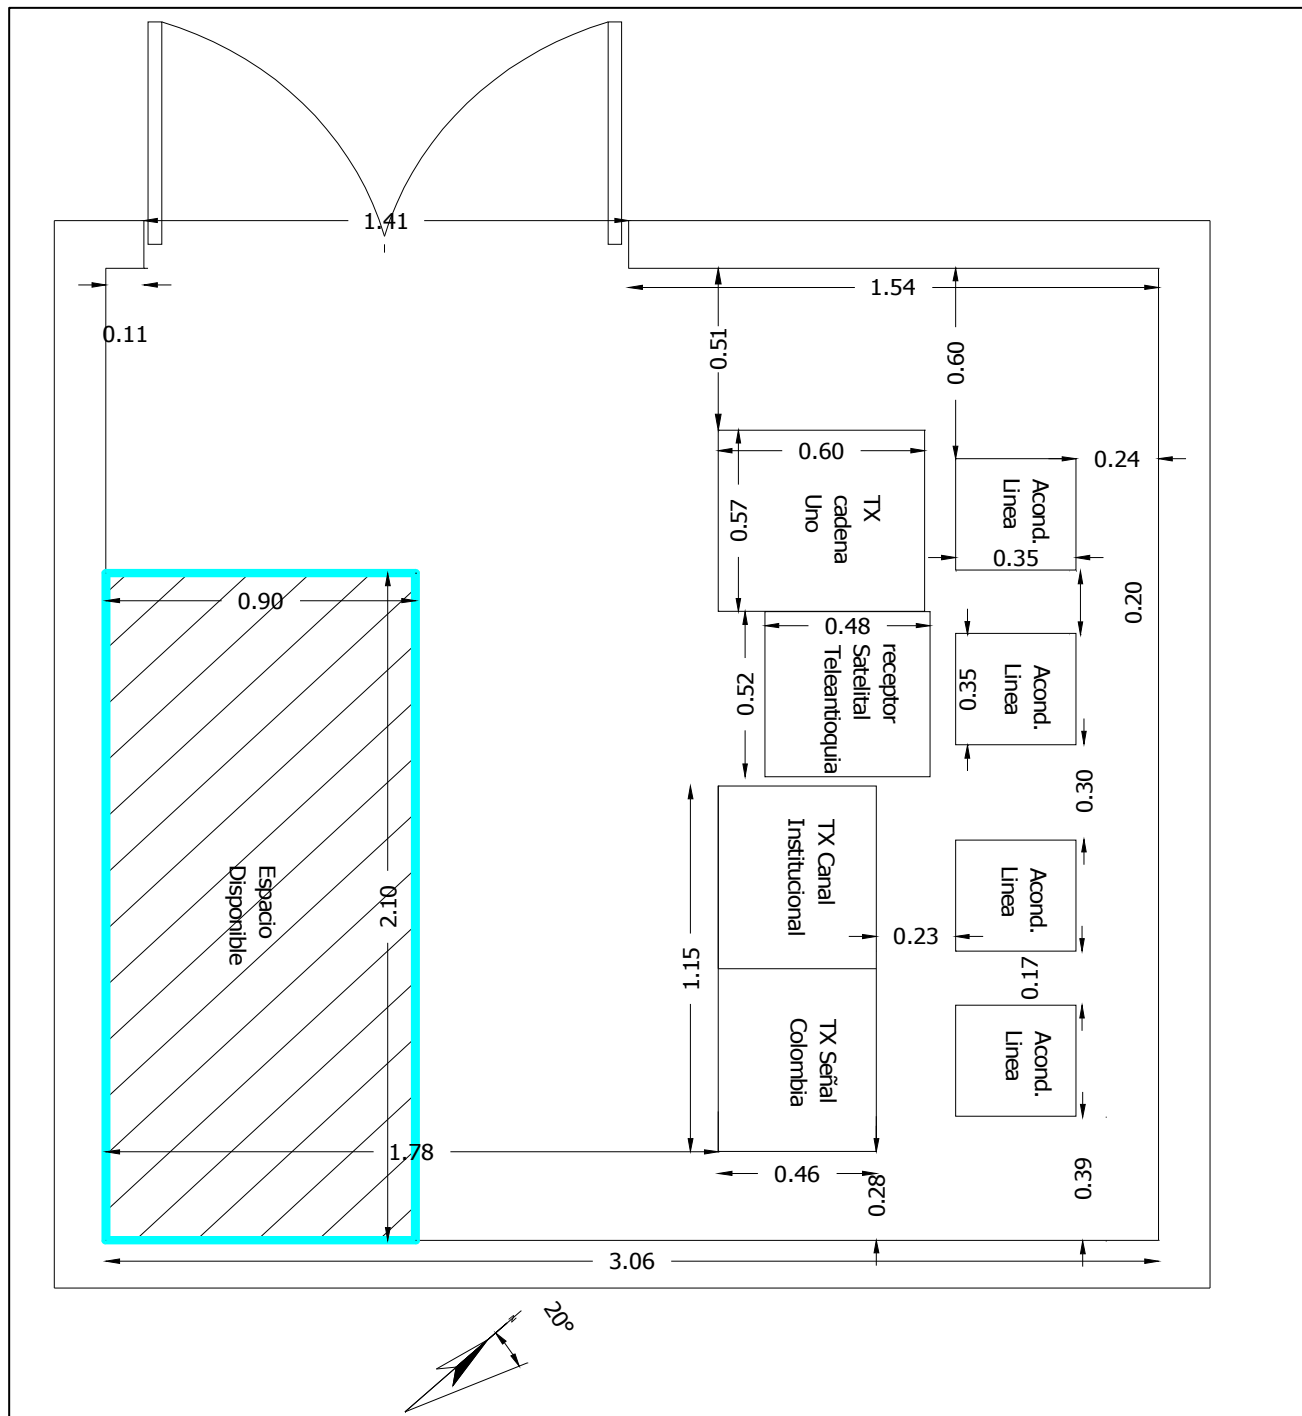 1.41
1.54
0.11
0.51
0.60
0.60
0.24
0.57
TX
cadena
Uno
Acond.
Linea
0.35
0.20
0.90
0.48
receptor
Satelital
Teleantioquia
0.52
Acond.
Linea
0.35
0.30
TX Canal
Institucional
Acond.
Linea
Espacio
Disponible
2.10
0.23
1.15
0.17
TX Señal
Colombia
Acond.
Linea
1.78
0.46
0.28
0.39
3.06
N
20°